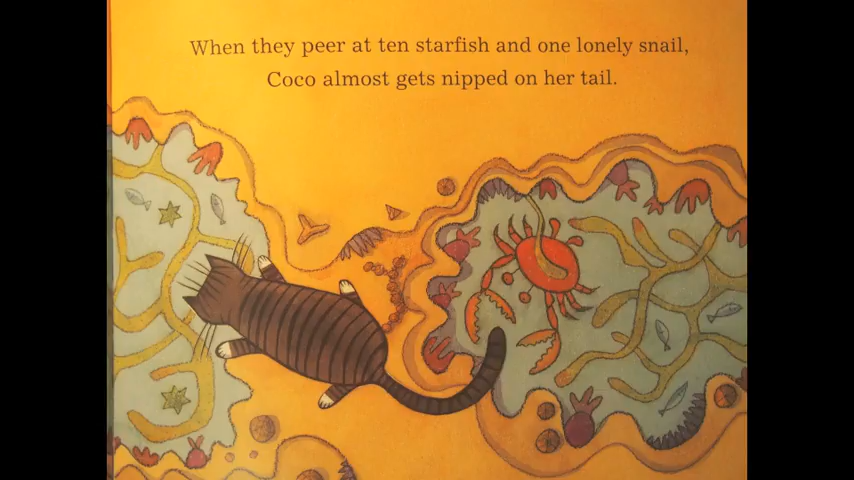 When they peer at ten starfish and one lonely snail,
Coco almost gets nipped on her tail.